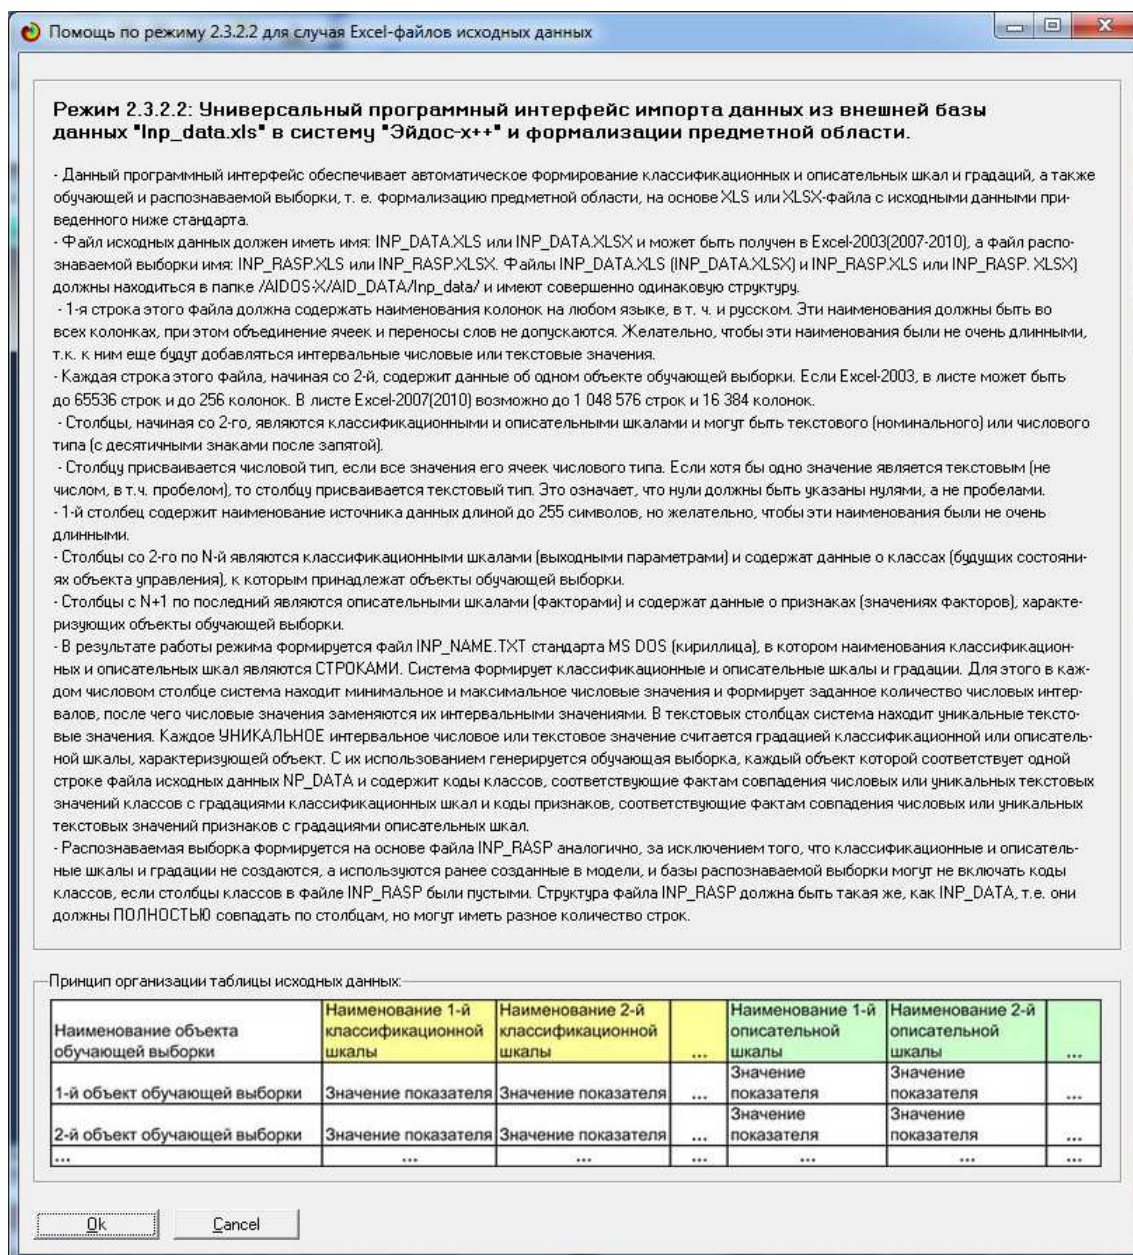 Помощь по режиму 2.3.2.2 для случая Excel-файлов исходных данных
Режим 2.3.2.2: Универсальный программный интерфейс импорта данных из внешней базы
данных "Inp_data.xls" в систему "Эйдос-х++" и формализации предметной области.
- Данный программный интерфейс обеспечивает автоматическое формирование классификационных и описательных шкал и градаций, а также
обучающей и распознаваемой выборки, т. е. формализацию предметной области, на основе XLS или XLSX-файла с исходными данными при-
веденного ниже стандарта.
- Файл исходных данных должен иметь имя: INP_DATA.XLS или INP_DATA.XLSX и может быть получен в Excel-2003(2007-2010), а файл распо-
знаваемой выборки имя: INP_RASP.XLS или INP_RASP.XLSX. Файлы INP_DATA.XLS (INP_DATA.XLSX) и INP_RASP.XLS или INP_RASP. XLSX)
должны находиться в папке /AIDOS-X/AID_DATA/Inp_data/ и имеют совершенно одинаковую структуру.
- 1-я строка этого файла должна содержать наименования колонок на любом языке, в т. ч. и русском. Эти наименования должны быть во
всех колонках, при этом объединение ячеек и переносы слов не допускаются. Желательно, чтобы эти наименования были не очень длинными,
т.к. к ним еще будут добавляться интервальные числовые или текстовые значения.
- Каждая строка этого файла, начиная со 2-й, содержит данные об одном объекте обучающей выборки. Если Excel-2003, в листе может быть
до 65536 строк и до 256 колонок. В листе Excel-2007(2010) возможно до 1 048 576 строк и 16 384 колонок.
- Столбцы, начиная со 2-го, являются классификационными и описательными шкалами и могут быть текстового (номинального) или числового
типа (с десятичными знаками после запятой).
- Столбцу присваивается числовой тип, если все значения его ячеек числового типа. Если хотя бы одно значение является текстовым (не
числом, в т.ч. пробелом), то столбцу присваивается текстовый тип. Это означает, что нули должны быть указаны нулями, а не пробелами.
- 1-й столбец содержит наименование источника данных длиной до 255 символов, но желательно, чтобы эти наименования были не очень
длинными.
- Столбцы со 2-го по N-й являются классификационными шкалами (выходными параметрами) и содержат данные о классах (будущих состояни-
ях объекта управления), к которым принадлежат объекты обучающей выборки.
- Столбцы с N+1 по последний являются описательными шкалами (факторами) и содержат данные о признаках (значениях факторов), характе-
ризующих объекты обучающей выборки.
- В результате работы режима формируется файл INP_NAME.TXT стандарта MS DOS (кириллица), в котором наименования классификацион-
ных и описательных шкал являются СТРОКАМИ. Система формирует классификационные и описательные шкалы и градации. Для этого в каж-
дом числовом столбце система находит минимальное и максимальное числовые значения и формирует заданное количество числовых интер-
валов, после чего числовые значения заменяются их интервальными значениями. В текстовых столбцах система находит уникальные тексто-
вые значения. Каждое УНИКАЛЬНОЕ интервальное числовое или текстовое значение считается градацией классификационной или описатель-
ной шкалы, характеризующей объект. С их использованием генерируется обучающая выборка, каждый объект которой соответствует одной
строке файла исходных данных NP_DATA и содержит коды классов, соответствующие фактам совпадения числовых или уникальных текстовых
значений классов с градациями классификационных шкал и коды признаков, соответствующие фактам совпадения числовых или уникальных
текстовых значений признаков с градациями описательных шкал.
- Распознаваемая выборка формируется на основе файла INP_RASP аналогично, за исключением того, что классификационные и описатель-
ные шкалы и градации не создаются, а используются ранее созданные в модели, и базы распознаваемой выборки могут не включать коды
классов, если столбцы классов в файле INP_RASP были пустыми. Структура файла INP_RASP должна быть такая же, как INP_DATA, т.е. они
должны ПОЛНОСТЬЮ совпадать по столбцам, но могут иметь разное количество строк.
Принцип организации таблицы исходных данных:
Наименование объекта обучающей выборки Наименование 1-й классификационной шкалы Наименование 2-й классификационной шкалы ... Наименование 1-й описательной шкалы Наименование 2-й описательной шкалы ...
1-й объект обучающей выборки Значение показателя Значение показателя ... Значение показателя Значение показателя ...
2-й объект обучающей выборки Значение показателя Значение показателя ... Значение показателя Значение показателя ...
... ... ... ... ... ... ...
Ok Cancel